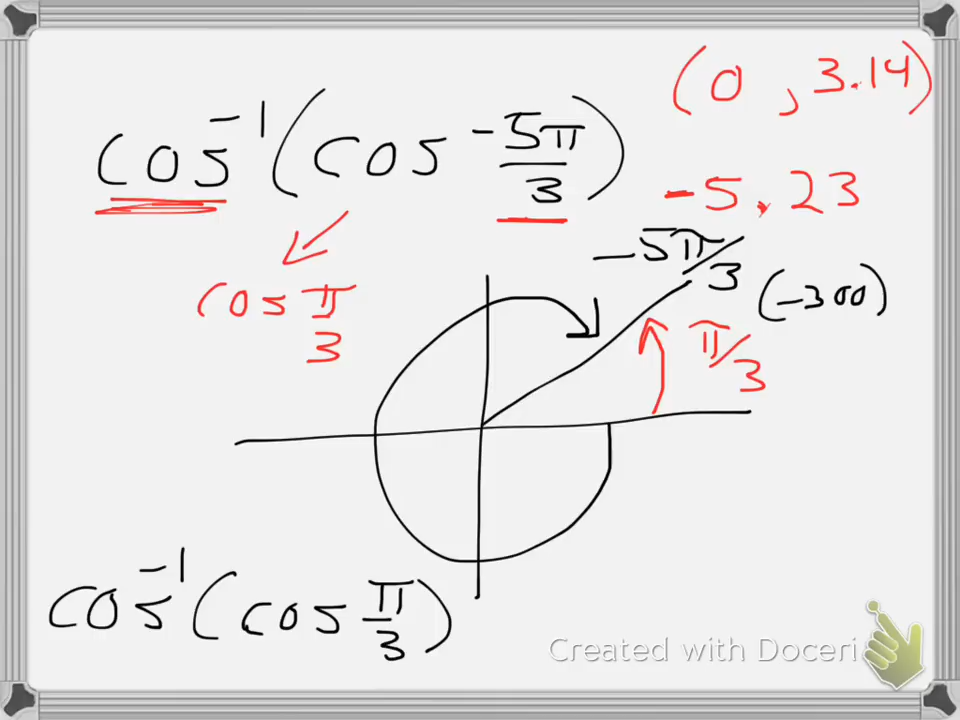 (0 , 3.14)
cos⁻¹(cos -5π/3)
-5.23
-5π/3 (-300)
cos π/3
π/3
cos⁻¹(cos π/3)
Created with Doceri